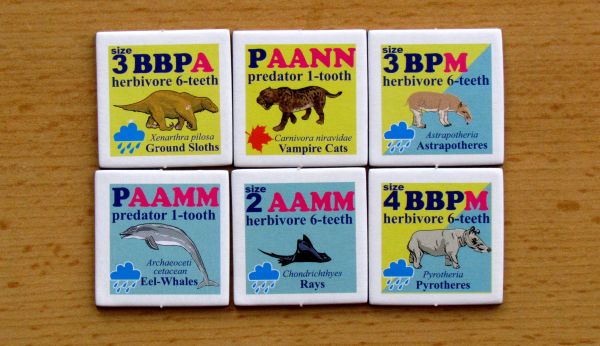 size
3 BBPA
herbivore 6-teeth
Xenarthra pilosa
Ground Sloths
PAANN
predator 1-tooth
Carnivora niravidae
Vampire Cats
size
3 BPM
herbivore 6-teeth
Astrapotheria
Astrapotheres
PAAMM
predator 1-tooth
Archaeoceti
cetacean
Eel-Whales
size
2 AAMM
herbivore 6-teeth
Chondrichthyes
Rays
size
4 BBPM
herbivore 6-teeth
Pyrotheria
Pyrotheres